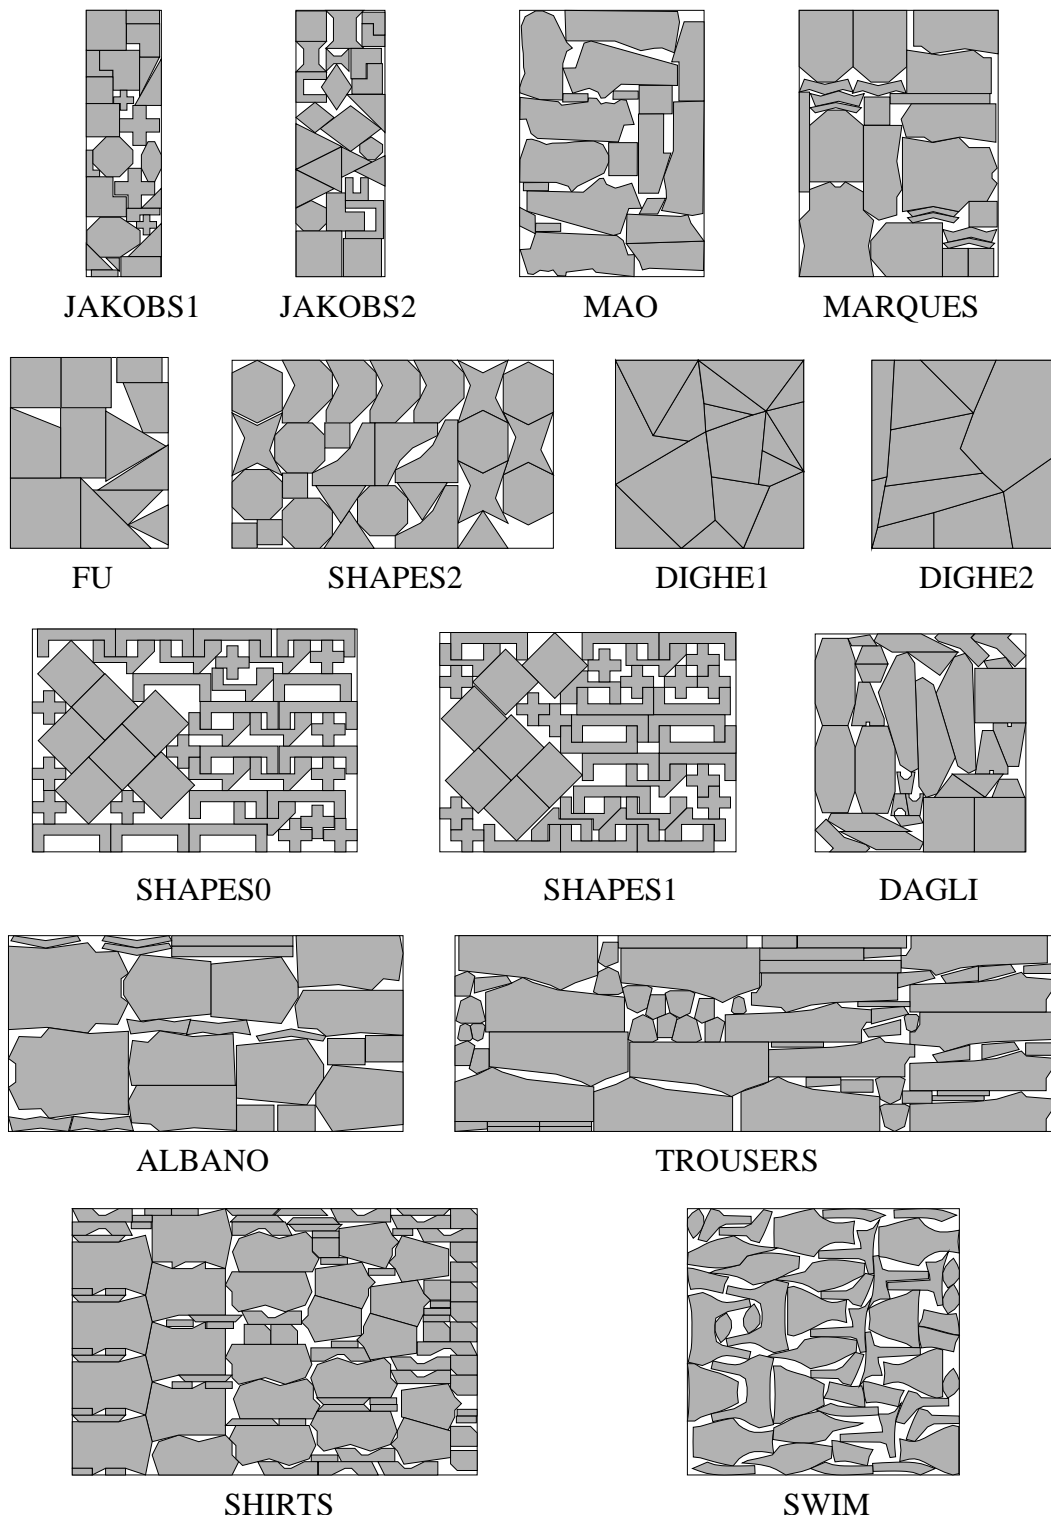 JAKOBS1 JAKOBS2 MAO MARQUES
FU SHAPES2 DIGHE1 DIGHE2
SHAPES0 SHAPES1 DAGLI
ALBANO TROUSERS
SHIRTS SWIM